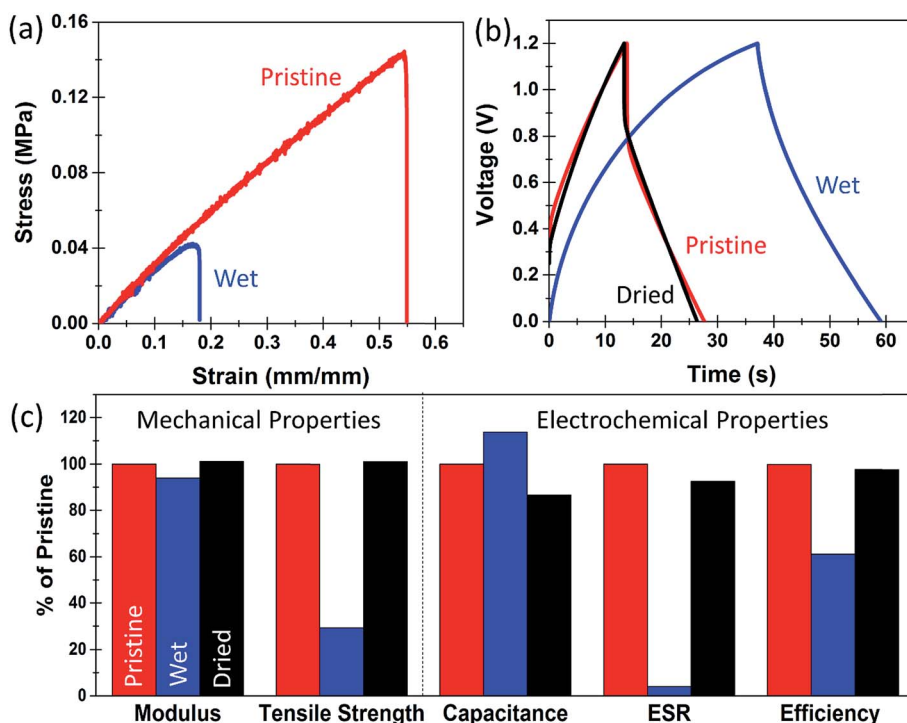 (a)
0.16
0.12
0.08
0.04
0.00
Stress (MPa)
Pristine
Wet
0.0 0.1 0.2 0.3 0.4 0.5 0.6
Strain (mm/mm)
(b)
1.2
1.0
0.8
0.6
0.4
0.2
0.0
Voltage (V)
Wet
Pristine
Dried
0 10 20 30 40 50 60
Time (s)
(c)
120
100
80
60
40
20
0
% of Pristine
Mechanical Properties
Electrochemical Properties
Pristine
Wet
Dried
Modulus Tensile Strength Capacitance ESR Efficiency